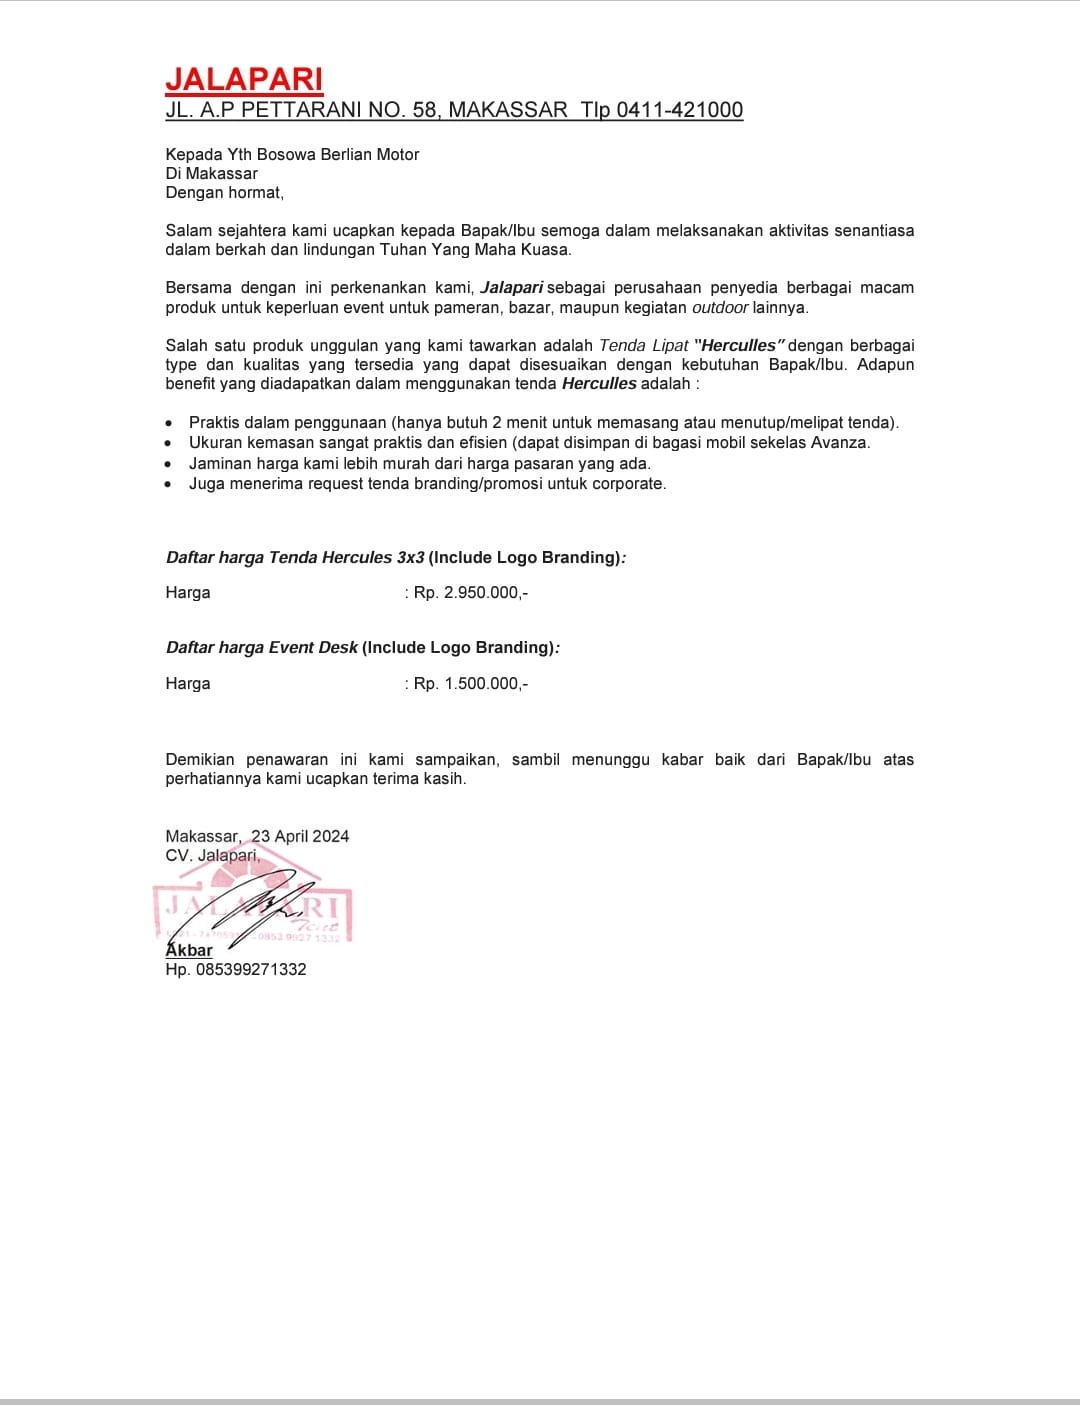 JALAPARI
JL. A.P PETTARANI NO. 58, MAKASSAR  Tlp 0411-421000
Kepada Yth Bosowa Berlian Motor
Di Makassar
Dengan hormat,
Salam sejahtera kami ucapkan kepada Bapak/Ibu semoga dalam melaksanakan aktivitas senantiasa
dalam berkah dan lindungan Tuhan Yang Maha Kuasa.
Bersama dengan ini perkenankan kami, Jalapari sebagai perusahaan penyedia berbagai macam
produk untuk keperluan event untuk pameran, bazar, maupun kegiatan outdoor lainnya.
Salah satu produk unggulan yang kami tawarkan adalah Tenda Lipat "Herculles" dengan berbagai
type dan kualitas yang tersedia yang dapat disesuaikan dengan kebutuhan Bapak/Ibu. Adapun
benefit yang diadapatkan dalam menggunakan tenda Herculles adalah :
• Praktis dalam penggunaan (hanya butuh 2 menit untuk memasang atau menutup/melipat tenda).
• Ukuran kemasan sangat praktis dan efisien (dapat disimpan di bagasi mobil sekelas Avanza.
• Jaminan harga kami lebih murah dari harga pasaran yang ada.
• Juga menerima request tenda branding/promosi untuk corporate.
Daftar harga Tenda Hercules 3x3 (Include Logo Branding):
Harga : Rp. 2.950.000,-
Daftar harga Event Desk (Include Logo Branding):
Harga : Rp. 1.500.000,-
Demikian penawaran ini kami sampaikan, sambil menunggu kabar baik dari Bapak/Ibu atas
perhatiannya kami ucapkan terima kasih.
Makassar,  23 April 2024
CV. Jalapari,
JALAPARI
Tent
0853 9927 1332
Akbar
Hp. 085399271332